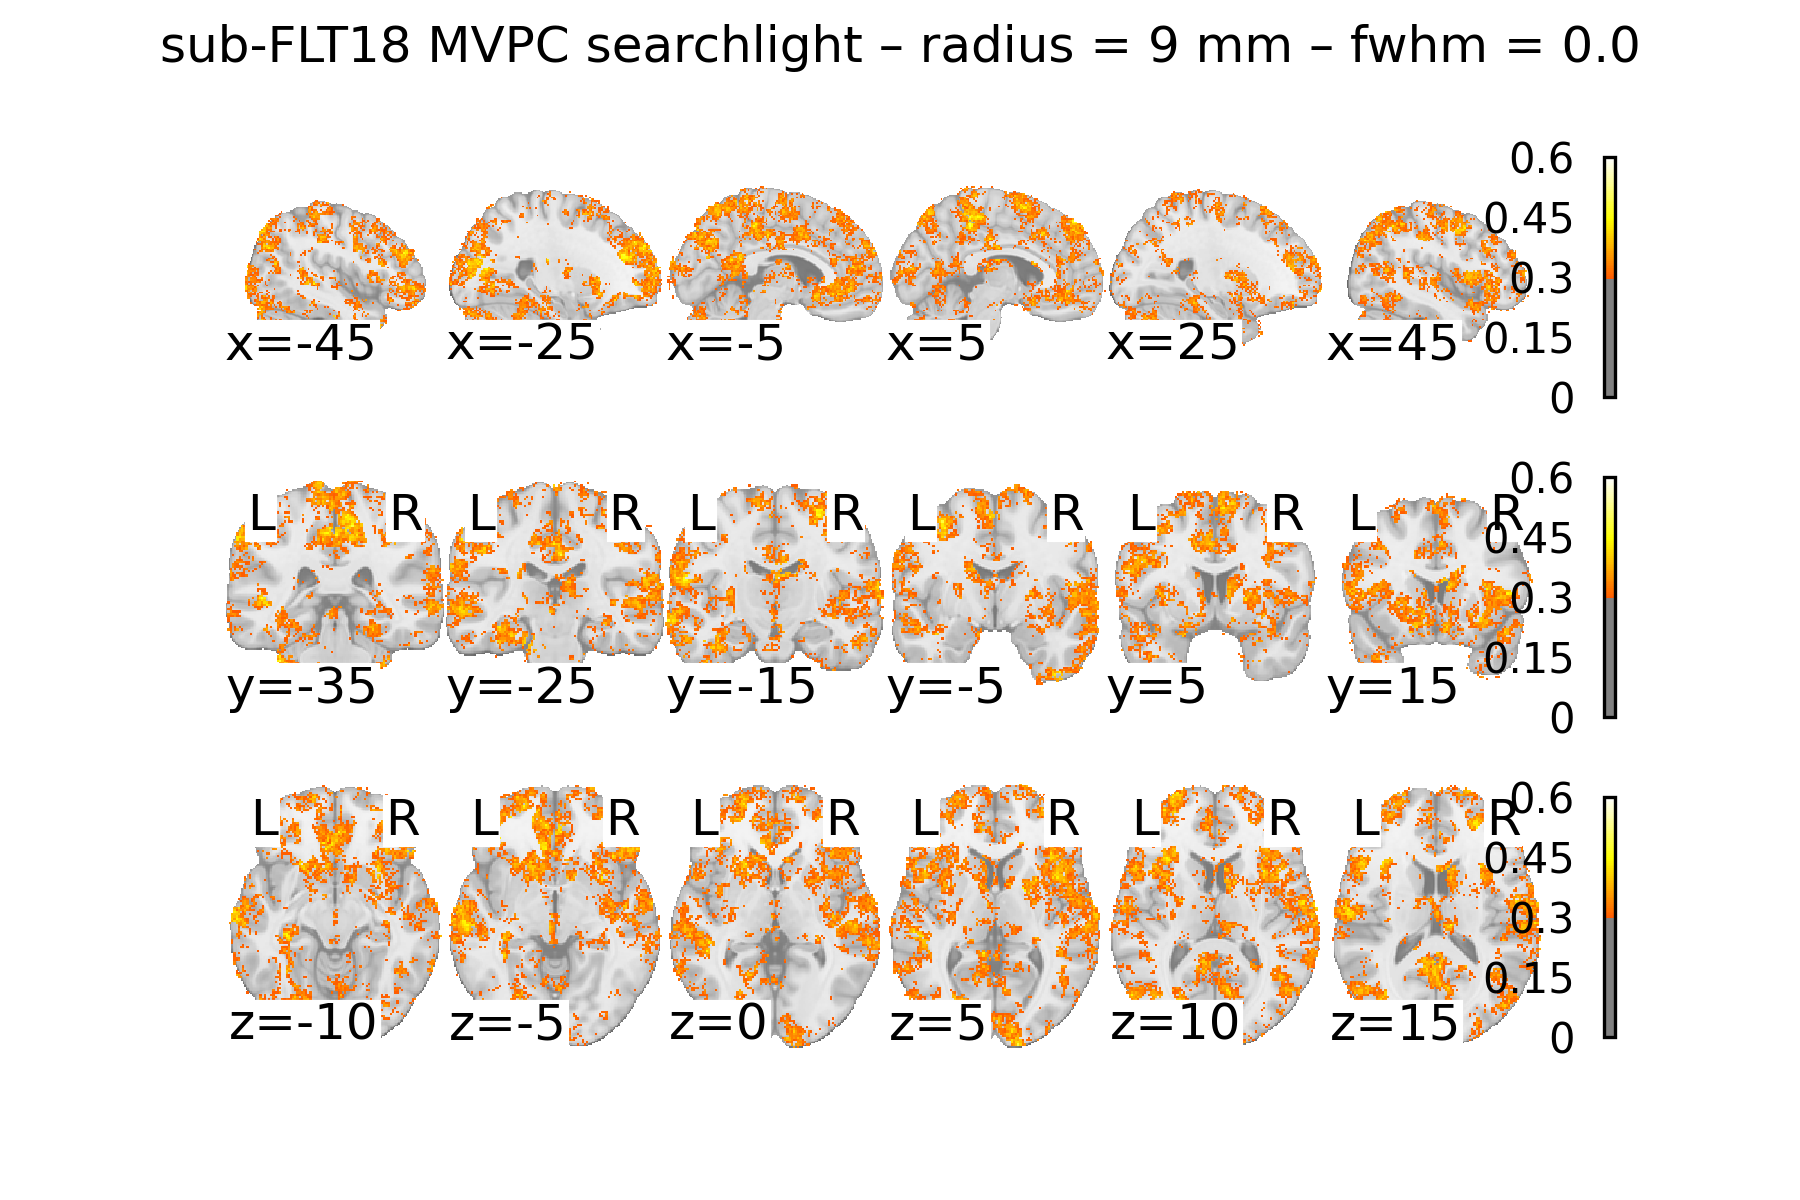 sub-FLT18 MVPC searchlight – radius = 9 mm – fwhm = 0.0
0.6
0.45
0.3
0.15
0
x=-45 x=-25 x=-5 x=5 x=25 x=45
0.6
L R L R L R L R L R L R
0.45
0.3
0.15
0
y=-35 y=-25 y=-15 y=-5 y=5 y=15
0.6
L R L R L R L R L R L R
0.45
0.3
0.15
0
z=-10 z=-5 z=0 z=5 z=10 z=15